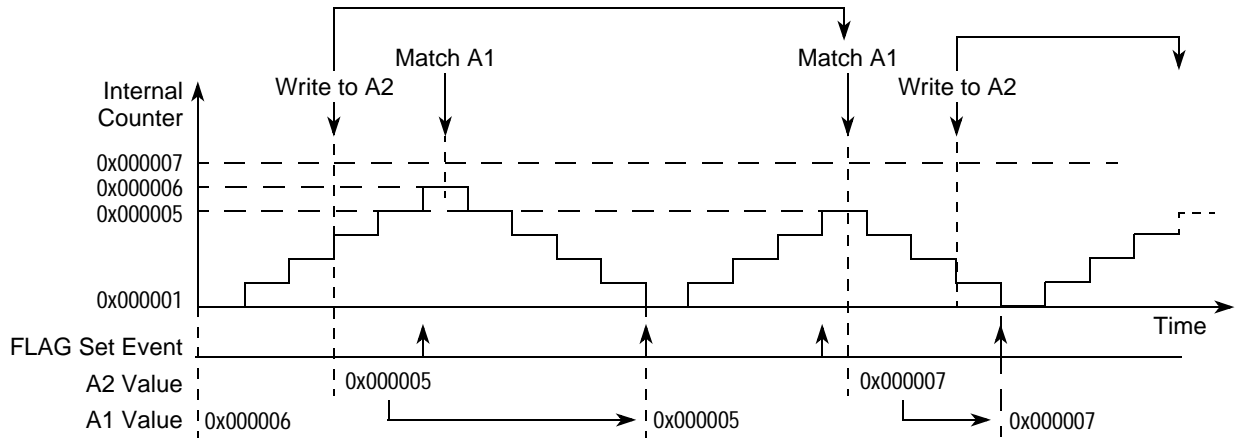 Match A1
Match A1
Write to A2
Write to A2
Internal
Counter
0x000007
0x000006
0x000005
0x000001
Time
FLAG Set Event
A2 Value
0x000005
0x000007
A1 Value
0x000006
0x000005
0x000007